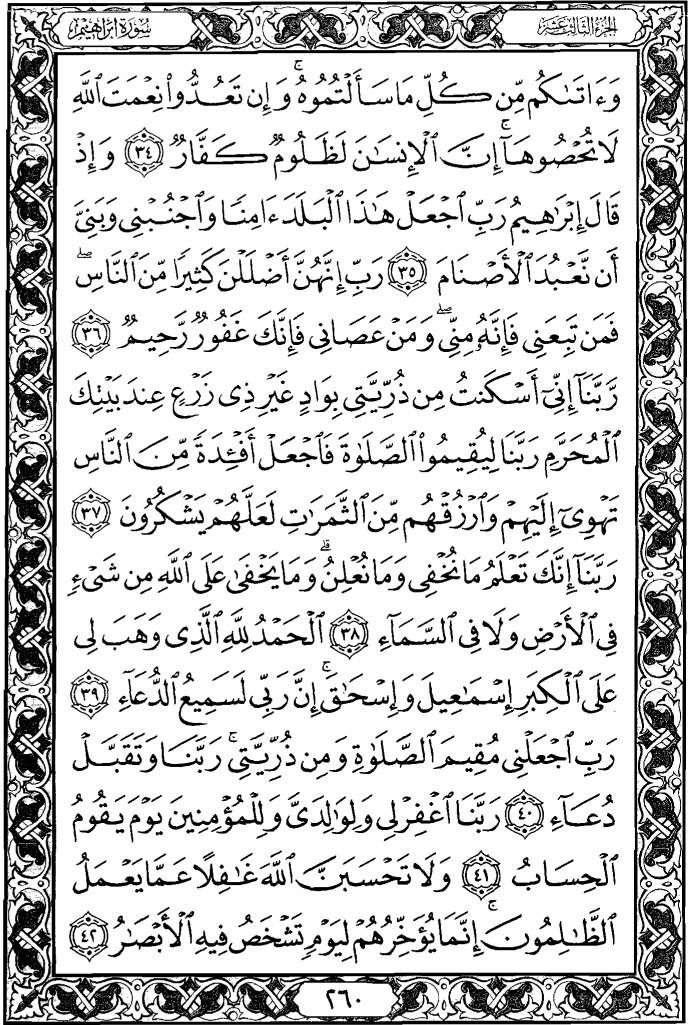 الجزء الثالث عشر
سورة ابراهيم
وَءَاتَىٰكُم مِّن كُلِّ مَا سَأَلْتُمُوهُ ۚ وَإِن تَعُدُّوا۟ نِعْمَتَ ٱللَّهِ
لَا تُحْصُوهَآ ۗ إِنَّ ٱلْإِنسَـٰنَ لَظَلُومٌ كَفَّارٌ ٣٤ وَإِذْ
قَالَ إِبْرَٰهِيمُ رَبِّ ٱجْعَلْ هَـٰذَا ٱلْبَلَدَ ءَامِنًا وَٱجْنُبْنِى وَبَنِىَّ
أَن نَّعْبُدَ ٱلْأَصْنَامَ ٣٥ رَبِّ إِنَّهُنَّ أَضْلَلْنَ كَثِيرًا مِّنَ ٱلنَّاسِ ۖ
فَمَن تَبِعَنِى فَإِنَّهُۥ مِنِّى ۖ وَمَنْ عَصَانِى فَإِنَّكَ غَفُورٌ رَّحِيمٌ ٣٦
رَّبَّنَآ إِنِّىٓ أَسْكَنتُ مِن ذُرِّيَّتِى بِوَادٍ غَيْرِ ذِى زَرْعٍ عِندَ بَيْتِكَ
ٱلْمُحَرَّمِ رَبَّنَا لِيُقِيمُوا۟ ٱلصَّلَوٰةَ فَٱجْعَلْ أَفْـِٔدَةً مِّنَ ٱلنَّاسِ
تَهْوِىٓ إِلَيْهِمْ وَٱرْزُقْهُم مِّنَ ٱلثَّمَرَٰتِ لَعَلَّهُمْ يَشْكُرُونَ ٣٧
رَبَّنَآ إِنَّكَ تَعْلَمُ مَا نُخْفِى وَمَا نُعْلِنُ ۗ وَمَا يَخْفَىٰ عَلَى ٱللَّهِ مِن شَىْءٍ
فِى ٱلْأَرْضِ وَلَا فِى ٱلسَّمَآءِ ٣٨ ٱلْحَمْدُ لِلَّهِ ٱلَّذِى وَهَبَ لِى
عَلَى ٱلْكِبَرِ إِسْمَـٰعِيلَ وَإِسْحَـٰقَ ۚ إِنَّ رَبِّى لَسَمِيعُ ٱلدُّعَآءِ ٣٩
رَبِّ ٱجْعَلْنِى مُقِيمَ ٱلصَّلَوٰةِ وَمِن ذُرِّيَّتِى ۚ رَبَّنَا وَتَقَبَّلْ
دُعَآءِ ٤٠ رَبَّنَا ٱغْفِرْ لِى وَلِوَٰلِدَىَّ وَلِلْمُؤْمِنِينَ يَوْمَ يَقُومُ
ٱلْحِسَابُ ٤١ وَلَا تَحْسَبَنَّ ٱللَّهَ غَـٰفِلًا عَمَّا يَعْمَلُ
ٱلظَّـٰلِمُونَ ۚ إِنَّمَا يُؤَخِّرُهُمْ لِيَوْمٍ تَشْخَصُ فِيهِ ٱلْأَبْصَـٰرُ ٤٢
٢٦٠